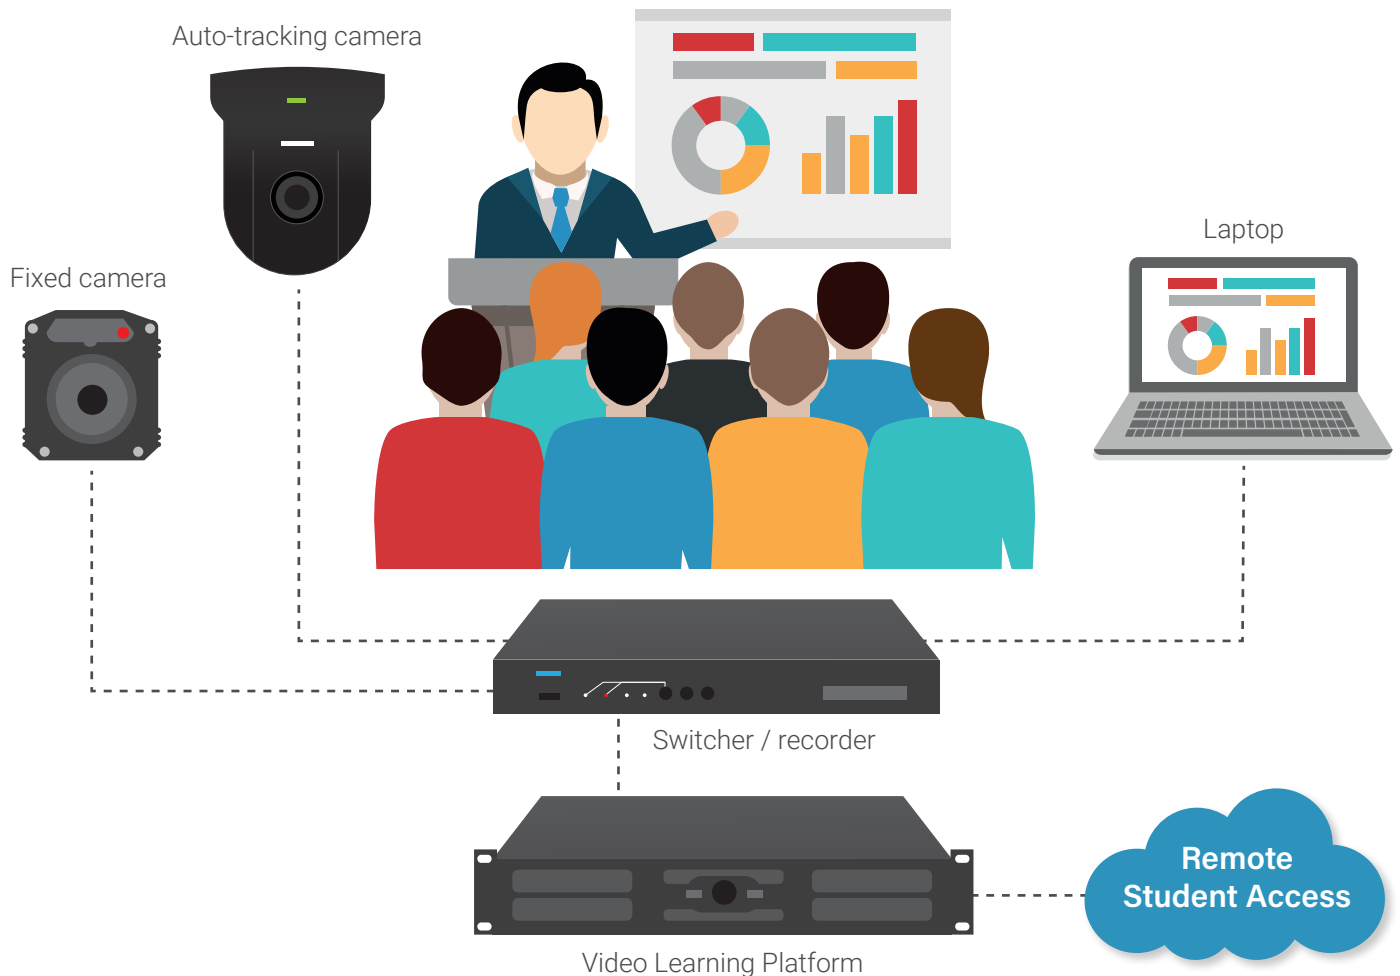 Auto-tracking camera
Fixed camera
Laptop
Switcher / recorder
Remote
Student Access
Video Learning Platform